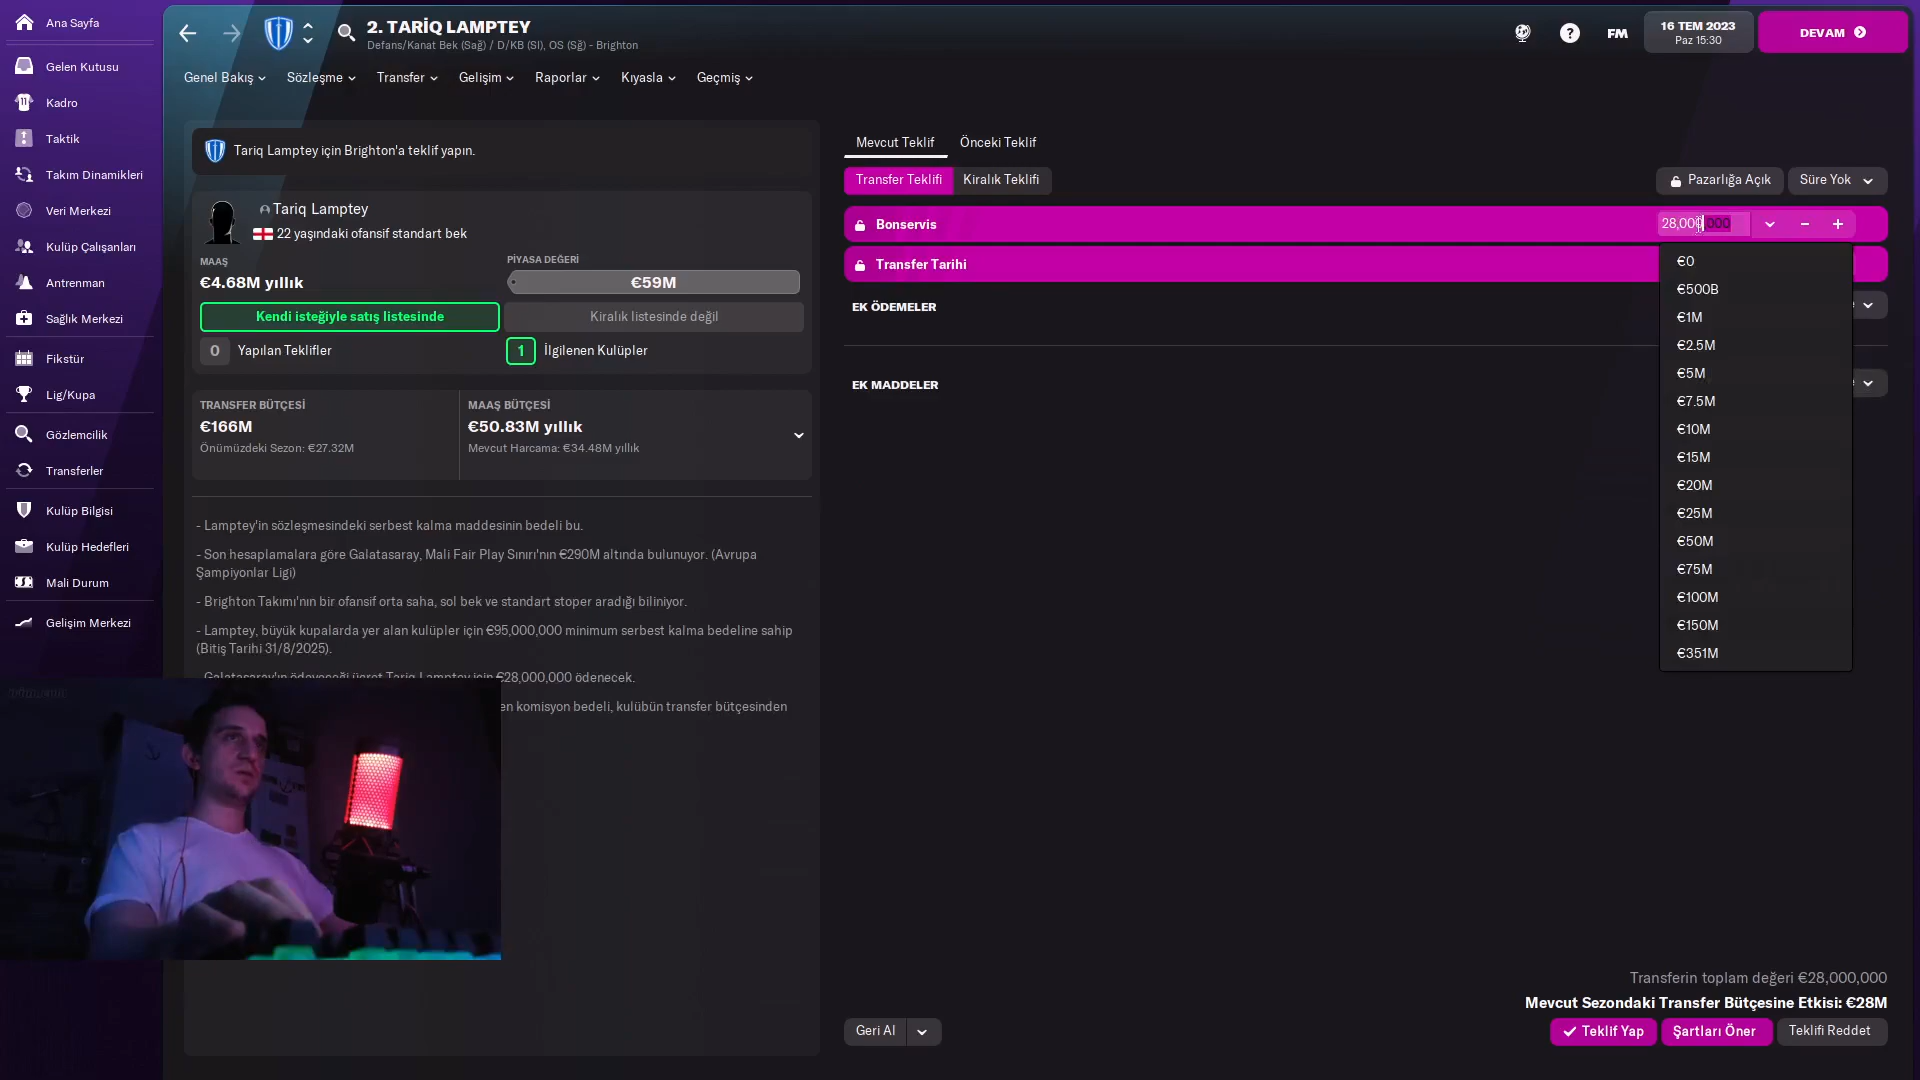 Ana Sayfa
Gelen Kutusu
Kadro
Taktik
Takım Dinamikleri
Veri Merkezi
Kulüp Çalışanları
Antrenman
Sağlık Merkezi
Fikstür
Lig/Kupa
Gözlemcilik
Transferler
Kulüp Bilgisi
Kulüp Hedefleri
Mali Durum
Gelişim Merkezi
2. TARİQ LAMPTEY
Defans/Kanat Bek (Sağ) / D/KB (Sl), OS (Sğ) - Brighton
FM
16 TEM 2023
Paz 15:30
DEVAM
Genel Bakış
Sözleşme
Transfer
Gelişim
Raporlar
Kıyasla
Geçmiş
Tariq Lamptey için Brighton'a teklif yapın.
Tariq Lamptey
22 yaşındaki ofansif standart bek
MAAŞ
€4.68M yıllık
PİYASA DEĞERİ
€59M
Kendi isteğiyle satış listesinde
Kiralık listesinde değil
0 Yapılan Teklifler
1 İlgilenen Kulüpler
TRANSFER BÜTÇESİ
€166M
Önümüzdeki Sezon: €27.32M
MAAŞ BÜTÇESİ
€50.83M yıllık
Mevcut Harcama: €34.48M yıllık
- Lamptey'in sözleşmesindeki serbest kalma maddesinin bedeli bu.
- Son hesaplamalara göre Galatasaray, Mali Fair Play Sınırı'nın €290M altında bulunuyor. (Avrupa
Şampiyonlar Ligi)
- Brighton Takımı'nın bir ofansif orta saha, sol bek ve standart stoper aradığı biliniyor.
- Lamptey, büyük kupalarda yer alan kulüpler için €95,000,000 minimum serbest kalma bedeline sahip
(Bitiş Tarihi 31/8/2025).
- Galatasaray'ın ödeyeceği ücret Tariq Lamptey için €28,000,000 ödenecek.
en komisyon bedeli, kulübün transfer bütçesinden
Mevcut Teklif
Önceki Teklif
Transfer Teklifi
Kiralık Teklifi
Pazarlığa Açık
Süre Yok
Bonservis
28,000,000
Transfer Tarihi
EK ÖDEMELER
EK MADDELER
€0
€500B
€1M
€2.5M
€5M
€7.5M
€10M
€15M
€20M
€25M
€50M
€75M
€100M
€150M
€351M
Transferin toplam değeri €28,000,000
Mevcut Sezondaki Transfer Bütçesine Etkisi: €28M
Geri Al
Teklif Yap
Şartları Öner
Teklifi Reddet